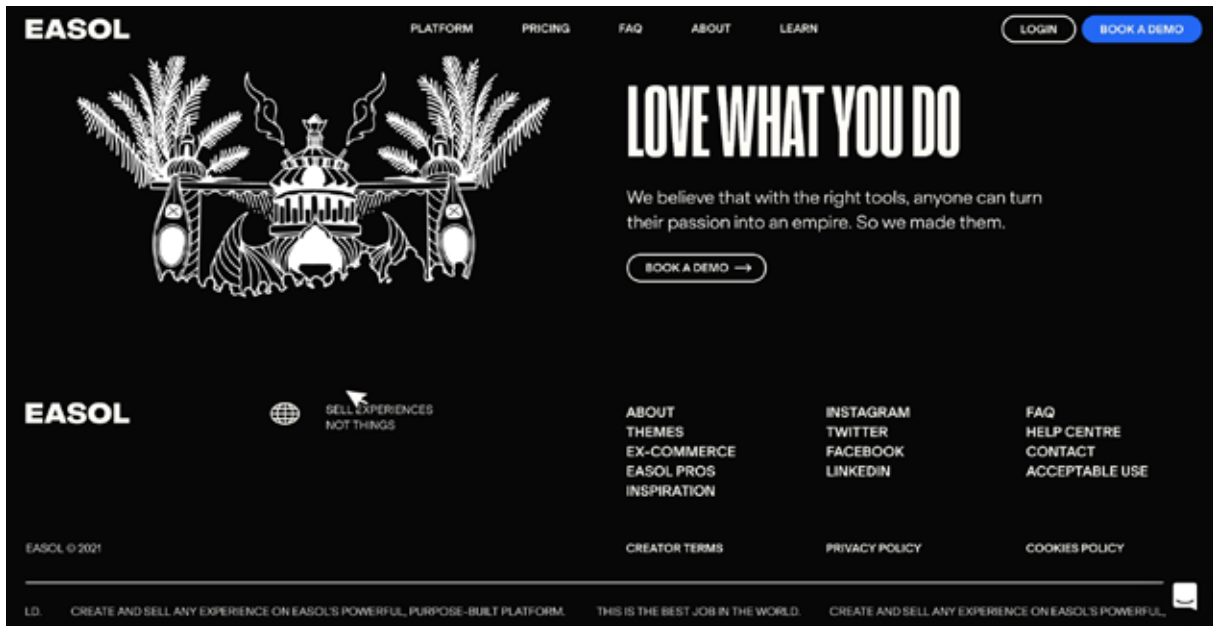 EASOL
PLATFORM
PRICING
FAQ
ABOUT
LEARN
LOGIN
BOOK A DEMO
LOVE WHAT YOU DO
We believe that with the right tools, anyone can turn
their passion into an empire. So we made them.
BOOK A DEMO →
EASOL
SELL EXPERIENCES
NOT THINGS
ABOUT
THEMES
EX-COMMERCE
EASOL PROS
INSPIRATION
INSTAGRAM
TWITTER
FACEBOOK
LINKEDIN
FAQ
HELP CENTRE
CONTACT
ACCEPTABLE USE
EASOL © 2021
CREATOR TERMS
PRIVACY POLICY
COOKIES POLICY
LD. CREATE AND SELL ANY EXPERIENCE ON EASOL'S POWERFUL, PURPOSE-BUILT PLATFORM. THIS IS THE BEST JOB IN THE WORLD. CREATE AND SELL ANY EXPERIENCE ON EASOL'S POWERFUL,